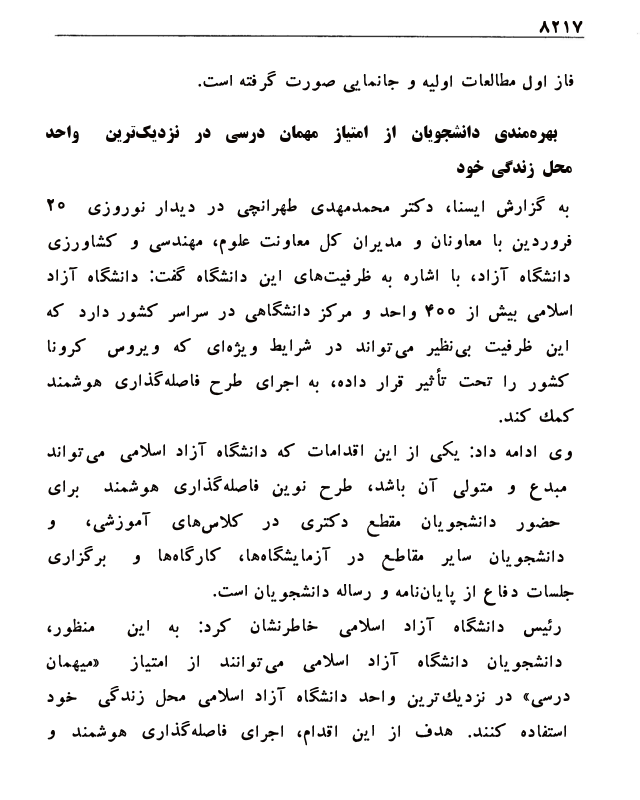 ۸۲۱۷
فاز اول مطالعات اولیه و جانمایی صورت گرفته است.
بهره‌مندی دانشجویان از امتیاز مهمان درسی در نزدیک‌ترین واحد
محل زندگی خود
به گزارش ایسنا، دکتر محمدمهدی طهرانچی در دیدار نوروزی ۲۰
فروردین با معاونان و مدیران کل معاونت علوم، مهندسی و کشاورزی
دانشگاه آزاد، با اشاره به ظرفیت‌های این دانشگاه گفت: دانشگاه آزاد
اسلامی بیش از ۴۰۰ واحد و مرکز دانشگاهی در سراسر کشور دارد که
این ظرفیت بی‌نظیر می‌تواند در شرایط ویژه‌ای که ویروس کرونا
کشور را تحت تأثیر قرار داده، به اجرای طرح فاصله‌گذاری هوشمند
کمك کند.
وی ادامه داد: یکی از این اقدامات که دانشگاه آزاد اسلامی می‌تواند
مبدع و متولی آن باشد، طرح نوین فاصله‌گذاری هوشمند برای
حضور دانشجویان مقطع دکتری در کلاس‌های آموزشی، و
دانشجویان سایر مقاطع در آزمایشگاه‌ها، کارگاه‌ها و برگزاری
جلسات دفاع از پایان‌نامه و رساله دانشجویان است.
رئیس دانشگاه آزاد اسلامی خاطرنشان کرد: به این منظور،
دانشجویان دانشگاه آزاد اسلامی می‌توانند از امتیاز «میهمان
درسی» در نزدیك‌ترین واحد دانشگاه آزاد اسلامی محل زندگی خود
استفاده کنند. هدف از این اقدام، اجرای فاصله‌گذاری هوشمند و